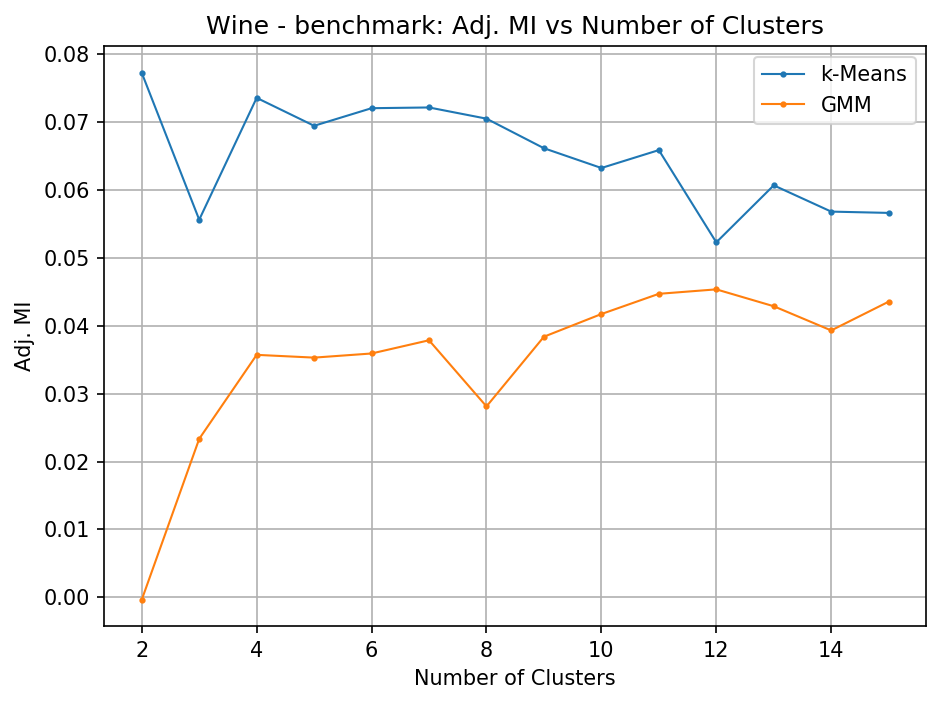 Wine - benchmark: Adj. MI vs Number of Clusters
k-Means
GMM
Adj. MI
0.08
0.07
0.06
0.05
0.04
0.03
0.02
0.01
0.00
2 4 6 8 10 12 14
Number of Clusters